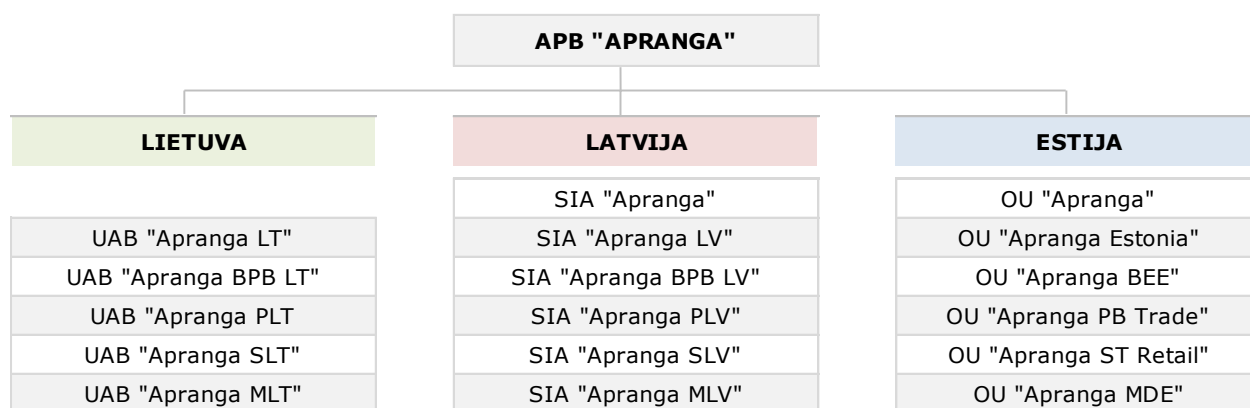 APB "APRANGA"
LIETUVA
LATVIJA
ESTIJA
SIA "Apranga"
OU "Apranga"
UAB "Apranga LT"
SIA "Apranga LV"
OU "Apranga Estonia"
UAB "Apranga BPB LT"
SIA "Apranga BPB LV"
OU "Apranga BEE"
UAB "Apranga PLT
SIA "Apranga PLV"
OU "Apranga PB Trade"
UAB "Apranga SLT"
SIA "Apranga SLV"
OU "Apranga ST Retail"
UAB "Apranga MLT"
SIA "Apranga MLV"
OU "Apranga MDE"